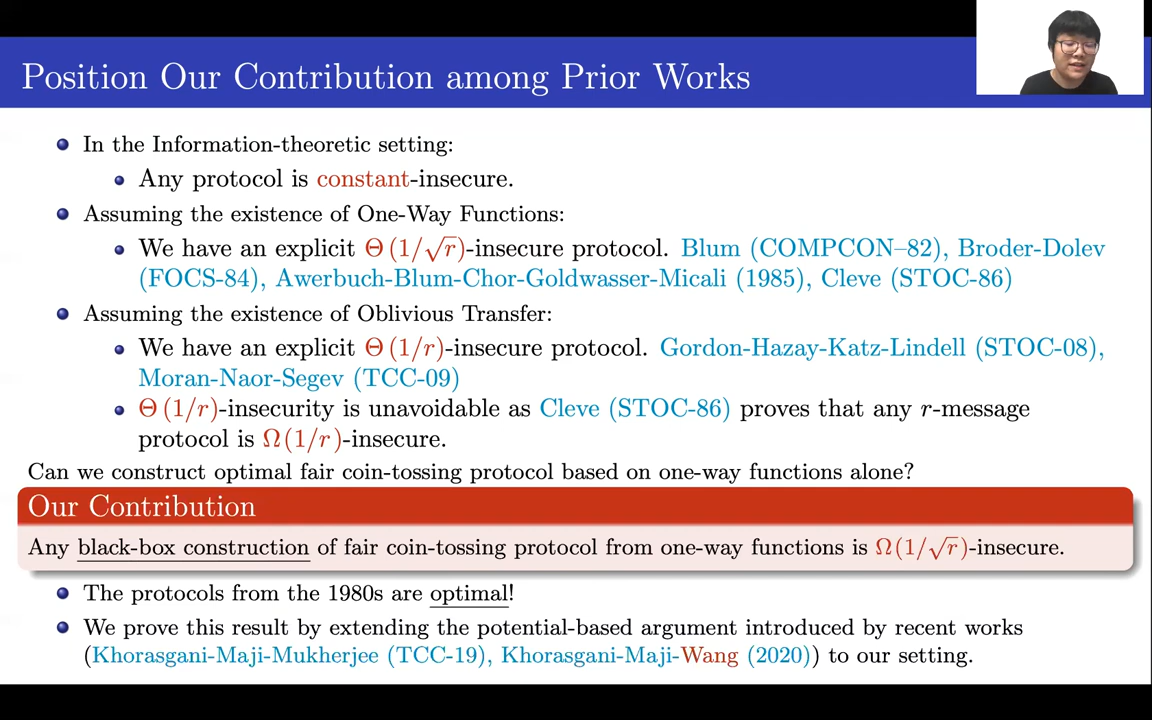 Position Our Contribution among Prior Works
In the Information-theoretic setting:
Any protocol is constant-insecure.
Assuming the existence of One-Way Functions:
We have an explicit Θ (1/√r)-insecure protocol. Blum (COMPCON–82), Broder-Dolev
(FOCS-84), Awerbuch-Blum-Chor-Goldwasser-Micali (1985), Cleve (STOC-86)
Assuming the existence of Oblivious Transfer:
We have an explicit Θ (1/r)-insecure protocol. Gordon-Hazay-Katz-Lindell (STOC-08),
Moran-Naor-Segev (TCC-09)
Θ (1/r)-insecurity is unavoidable as Cleve (STOC-86) proves that any r-message
protocol is Ω(1/r)-insecure.
Can we construct optimal fair coin-tossing protocol based on one-way functions alone?
Our Contribution
Any black-box construction of fair coin-tossing protocol from one-way functions is Ω(1/√r)-insecure.
The protocols from the 1980s are optimal!
We prove this result by extending the potential-based argument introduced by recent works
(Khorasgani-Maji-Mukherjee (TCC-19), Khorasgani-Maji-Wang (2020)) to our setting.